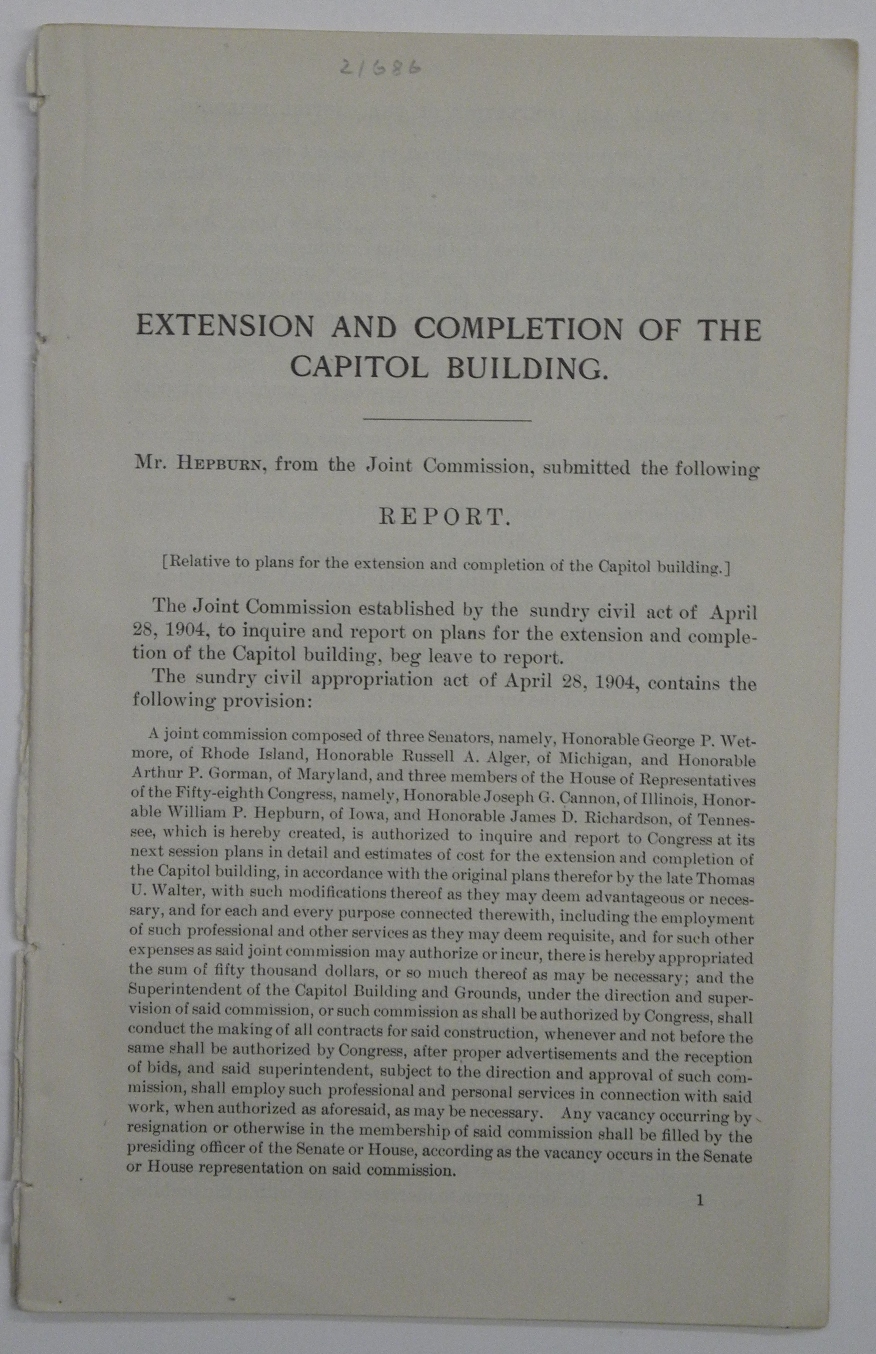 21686
EXTENSION AND COMPLETION OF THE
CAPITOL BUILDING.
Mr. HEPBURN, from the Joint Commission, submitted the following
REPORT.
[Relative to plans for the extension and completion of the Capitol building.]
The Joint Commission established by the sundry civil act of April
28, 1904, to inquire and report on plans for the extension and comple-
tion of the Capitol building, beg leave to report.
The sundry civil appropriation act of April 28, 1904, contains the
following provision:
A joint commission composed of three Senators, namely, Honorable George P. Wet-
more, of Rhode Island, Honorable Russell A. Alger, of Michigan, and Honorable
Arthur P. Gorman, of Maryland, and three members of the House of Representatives
of the Fifty-eighth Congress, namely, Honorable Joseph G. Cannon, of Illinois, Honor-
able William P. Hepburn, of Iowa, and Honorable James D. Richardson, of Tennes-
see, which is hereby created, is authorized to inquire and report to Congress at its
next session plans in detail and estimates of cost for the extension and completion of
the Capitol building, in accordance with the original plans therefor by the late Thomas
U. Walter, with such modifications thereof as they may deem advantageous or neces-
sary, and for each and every purpose connected therewith, including the employment
of such professional and other services as they may deem requisite, and for such other
expenses as said joint commission may authorize or incur, there is hereby appropriated
the sum of fifty thousand dollars, or so much thereof as may be necessary; and the
Superintendent of the Capitol Building and Grounds, under the direction and super-
vision of said commission, or such commission as shall be authorized by Congress, shall
conduct the making of all contracts for said construction, whenever and not before the
same shall be authorized by Congress, after proper advertisements and the reception
of bids, and said superintendent, subject to the direction and approval of such com-
mission, shall employ such professional and personal services in connection with said
work, when authorized as aforesaid, as may be necessary. Any vacancy occurring by
resignation or otherwise in the membership of said commission shall be filled by the
presiding officer of the Senate or House, according as the vacancy occurs in the Senate
or House representation on said commission.
1